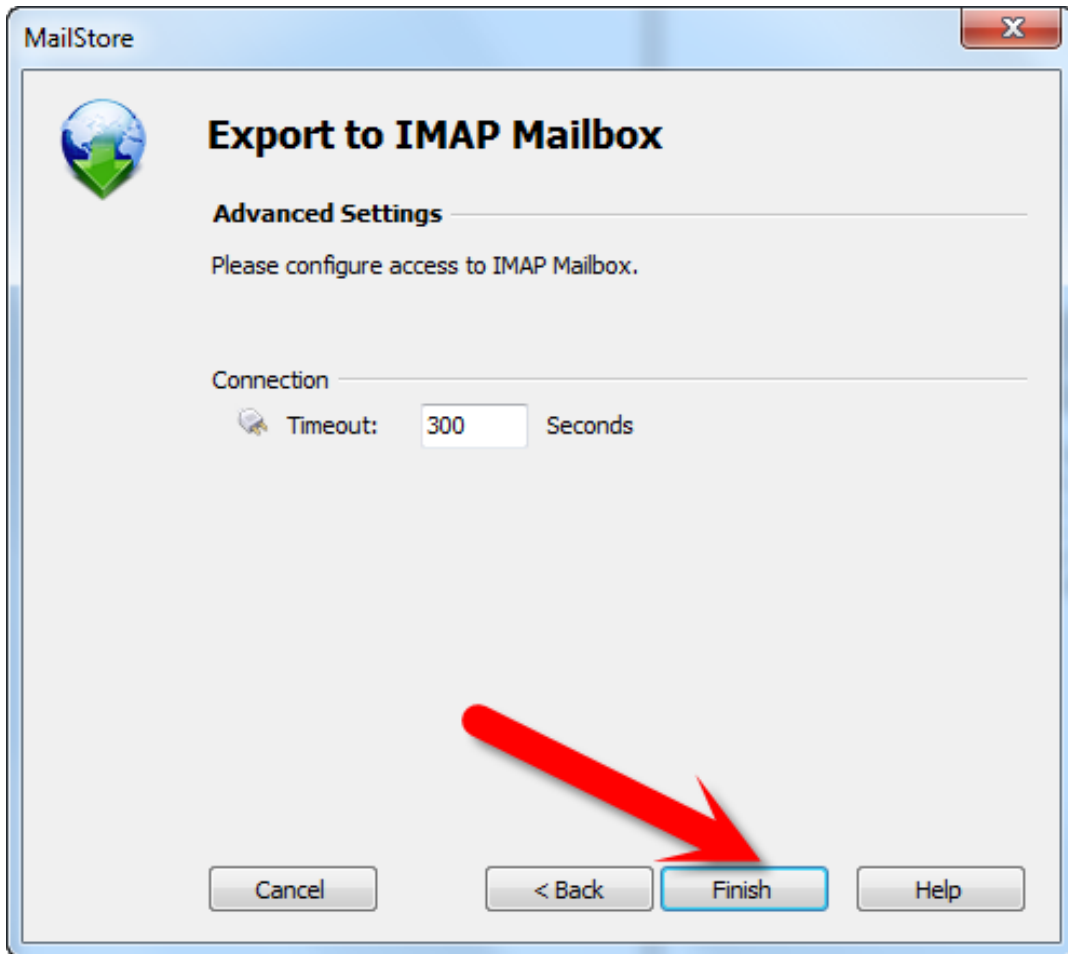 MailStore
Export to IMAP Mailbox
Advanced Settings
Please configure access to IMAP Mailbox.
Connection
Timeout: 300 Seconds
Cancel < Back Finish Help